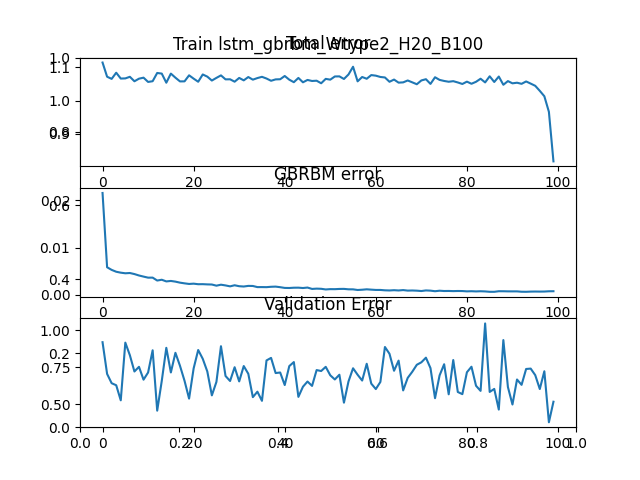 Train lstm_gbrbm_Wtype2_H20_B100
Total error
1.0
1.1
1.0
0.9
0 20 40 60 80 100
GBRBM error
0.02
0.6
0.01
0.4
0.00
0 20 40 60 80 100
Validation Error
1.00
0.2
0.75
0.50
0.0
0 20 40 60 80 100
0.0 0.2 0.4 0.6 0.8 1.0